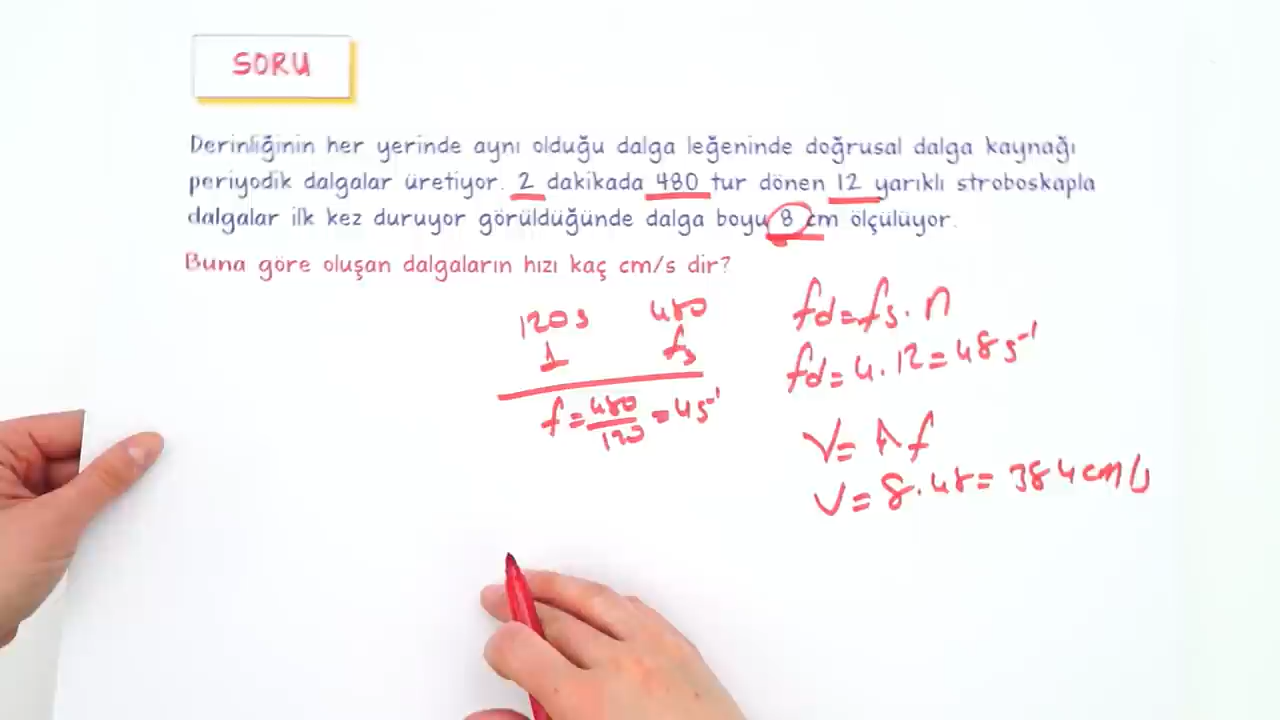 SORU
Derinliğinin her yerinde aynı olduğu dalga leğeninde doğrusal dalga kaynağı
periyodik dalgalar üretiyor. 2 dakikada 480 tur dönen 12 yarıklı stroboskapla
dalgalar ilk kez duruyor görüldüğünde dalga boyu 8 cm ölçülüyor.
Buna göre oluşan dalgaların hızı kaç cm/s dir?
120s 480
1 fs
f = 480/120 = 4s⁻¹
fd = fs . n
fd = 4 . 12 = 48 s⁻¹
V = λ f
V = 8 . 48 = 384 cm/s